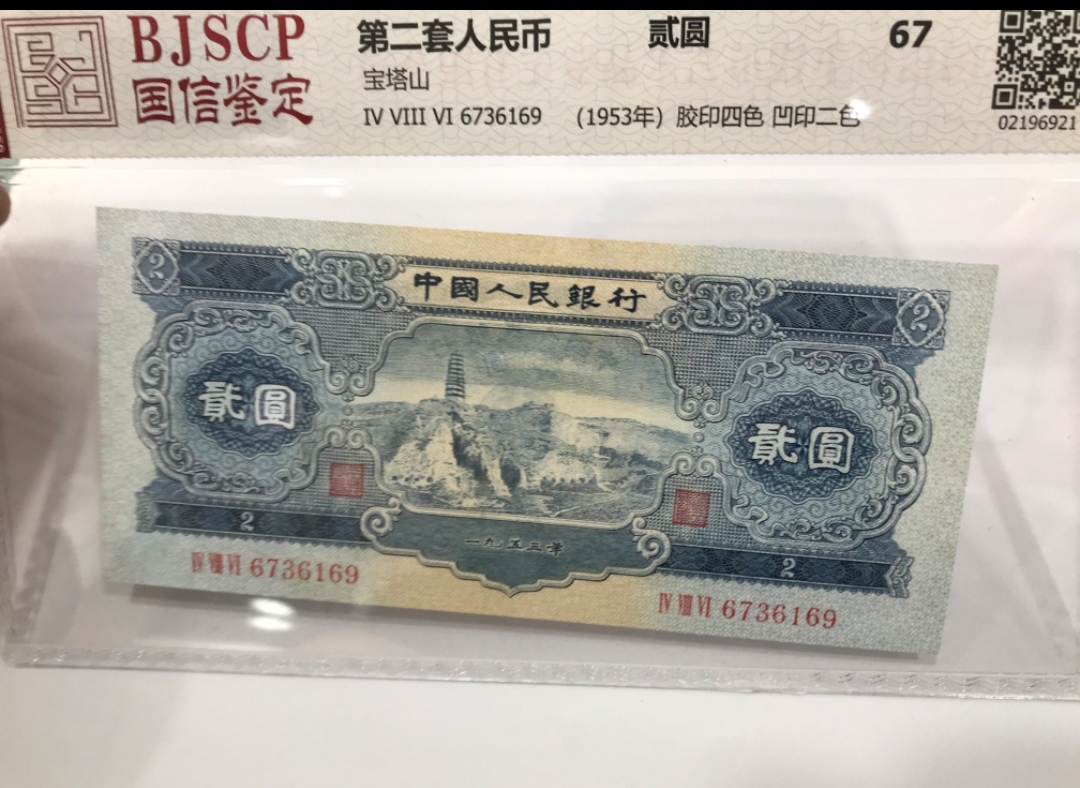 BJSCP
国信鉴定
第二套人民币 贰圆 67
宝塔山
IV VIII VI 6736169 (1953年) 胶印四色 凹印二色
02196921
2
中國人民銀行
2
貳圓
貳圓
2
一九五三年
2
Ⅳ Ⅷ Ⅵ 6736169
Ⅳ Ⅷ Ⅵ 6736169